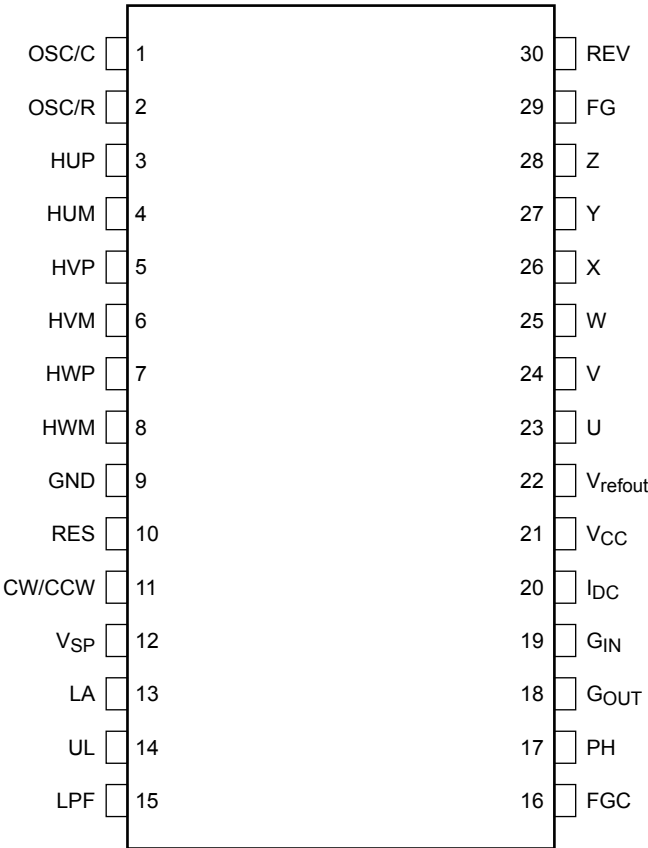 OSC/C 1 30 REV
OSC/R 2 29 FG
HUP 3 28 Z
HUM 4 27 Y
HVP 5 26 X
HVM 6 25 W
HWP 7 24 V
HWM 8 23 U
GND 9 22 Vrefout
RES 10 21 VCC
CW/CCW 11 20 IDC
VSP 12 19 GIN
LA 13 18 GOUT
UL 14 17 PH
LPF 15 16 FGC